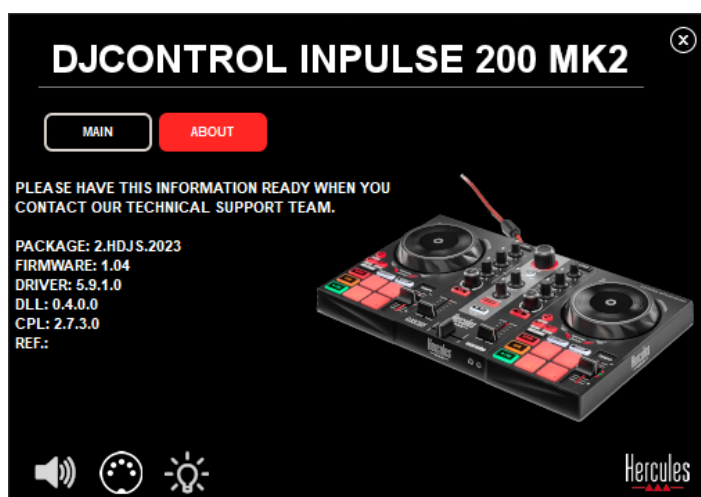 DJCONTROL INPULSE 200 MK2
MAIN
ABOUT
PLEASE HAVE THIS INFORMATION READY WHEN YOU
CONTACT OUR TECHNICAL SUPPORT TEAM.
PACKAGE: 2.HDJS.2023
FIRMWARE: 1.04
DRIVER: 5.9.1.0
DLL: 0.4.0.0
CPL: 2.7.3.0
REF.:
Hercules
Hercules